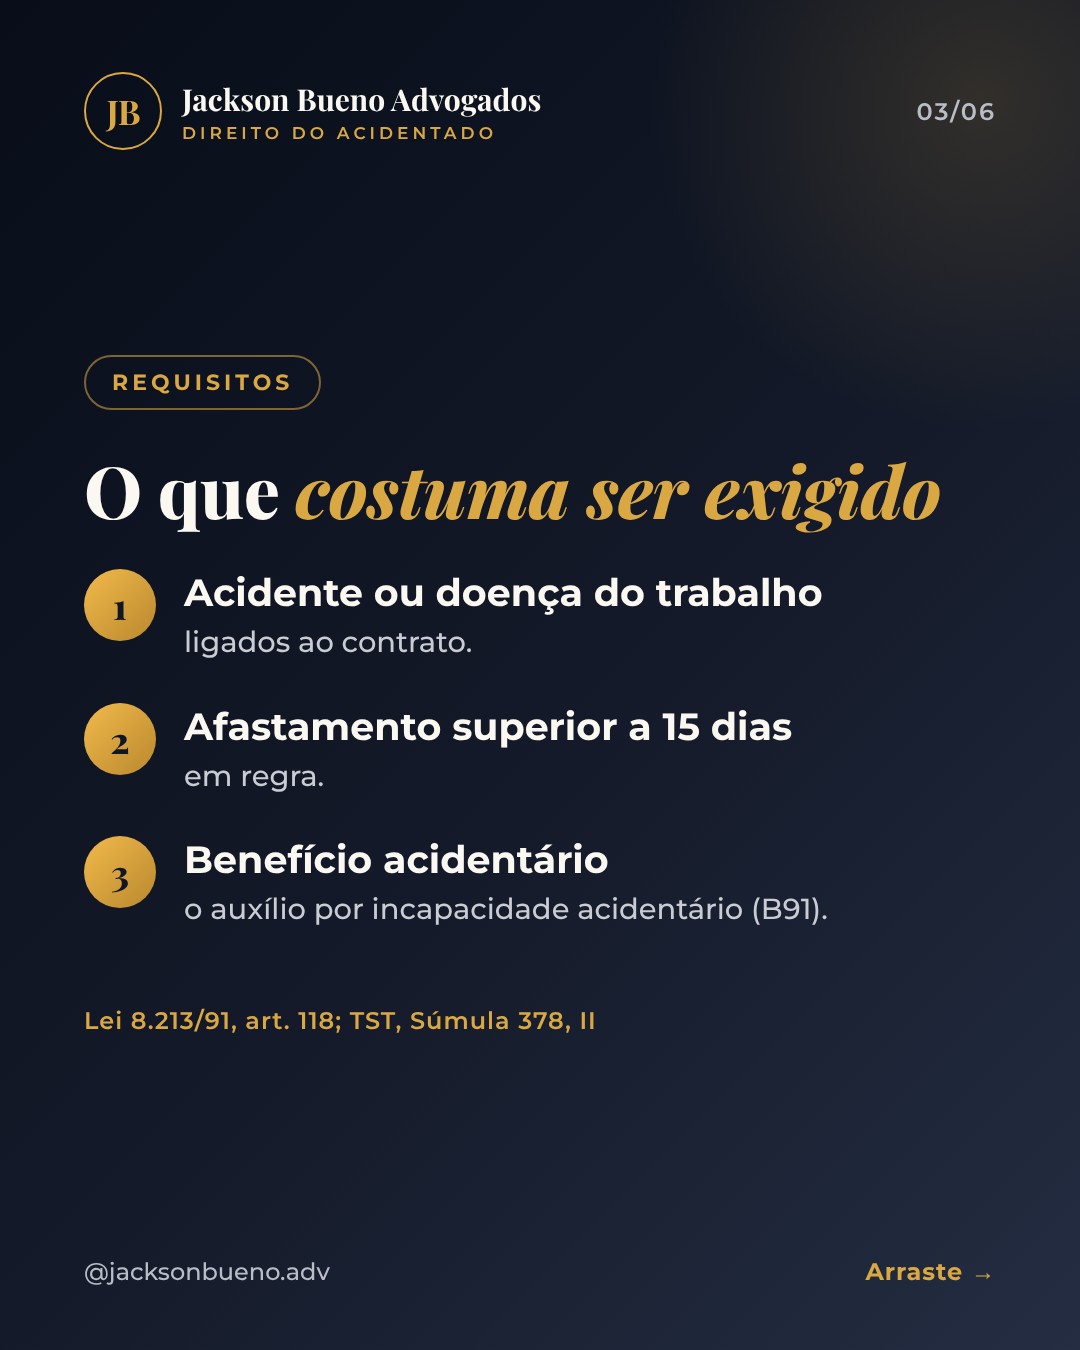 JB
Jackson Bueno Advogados
DIREITO DO ACIDENTADO
03/06
REQUISITOS
O que costuma ser exigido
1
Acidente ou doença do trabalho
ligados ao contrato.
2
Afastamento superior a 15 dias
em regra.
3
Benefício acidentário
o auxílio por incapacidade acidentário (B91).
Lei 8.213/91, art. 118; TST, Súmula 378, II
@jacksonbueno.adv
Arraste →